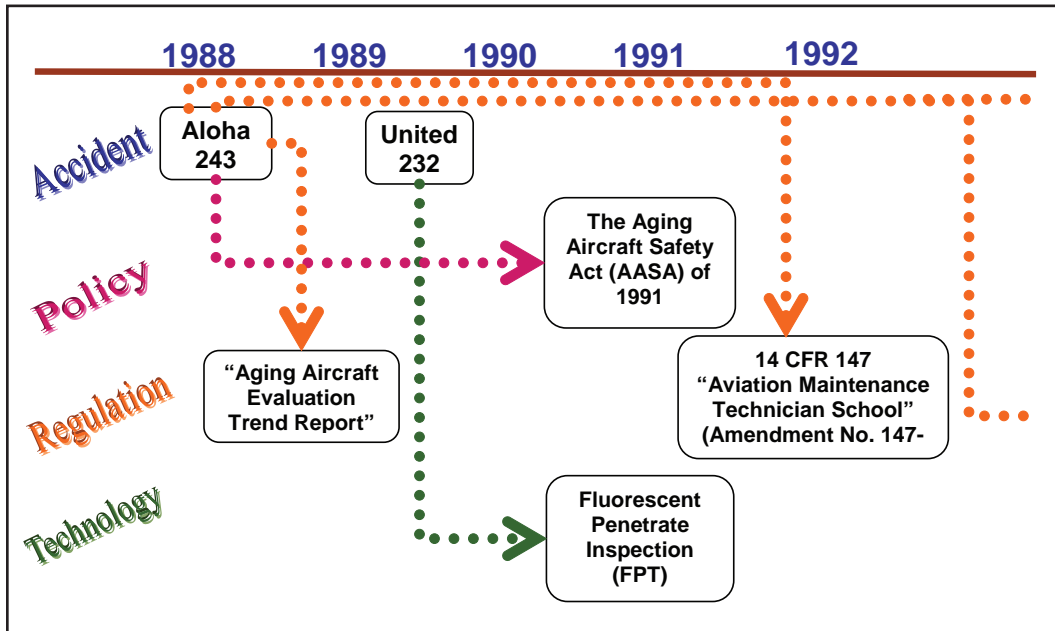 1988 1989 1990 1991 1992
Accident
Aloha
243
United
232
Policy
The Aging
Aircraft Safety
Act (AASA) of
1991
Regulation
“Aging Aircraft
Evaluation
Trend Report”
14 CFR 147
“Aviation Maintenance
Technician School”
(Amendment No. 147-
Technology
Fluorescent
Penetrate
Inspection
(FPT)